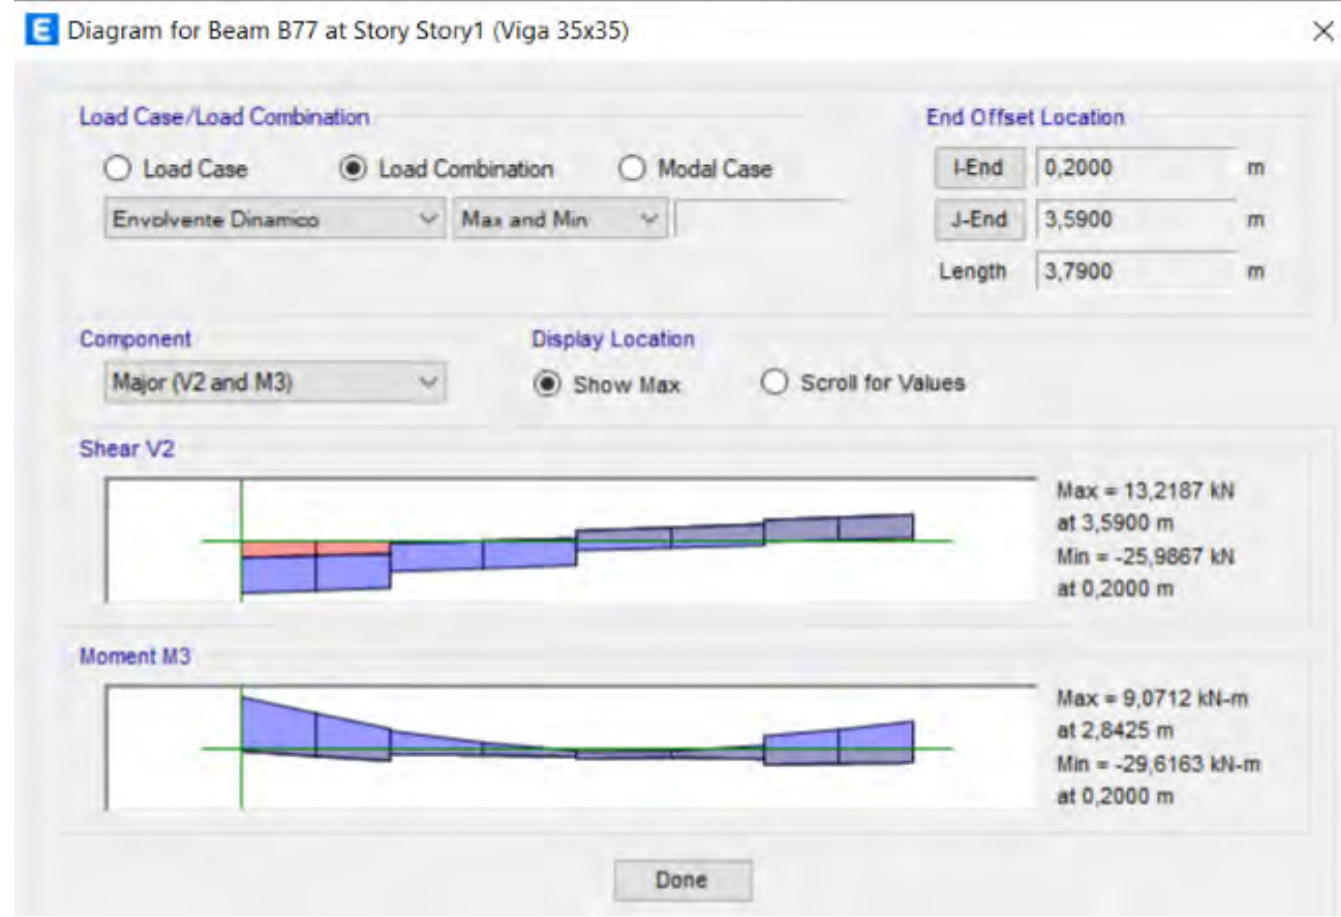 E Diagram for Beam B77 at Story Story1 (Viga 35x35)
Load Case/Load Combination
Load Case Load Combination Modal Case
Envolvente Dinamico Max and Min
End Offset Location
I-End 0,2000 m
J-End 3,5900 m
Length 3,7900 m
Component
Major (V2 and M3)
Display Location
Show Max Scroll for Values
Shear V2
Max = 13,2187 kN
at 3,5900 m
Min = -25,9867 kN
at 0,2000 m
Moment M3
Max = 9,0712 kN-m
at 2,8425 m
Min = -29,6163 kN-m
at 0,2000 m
Done